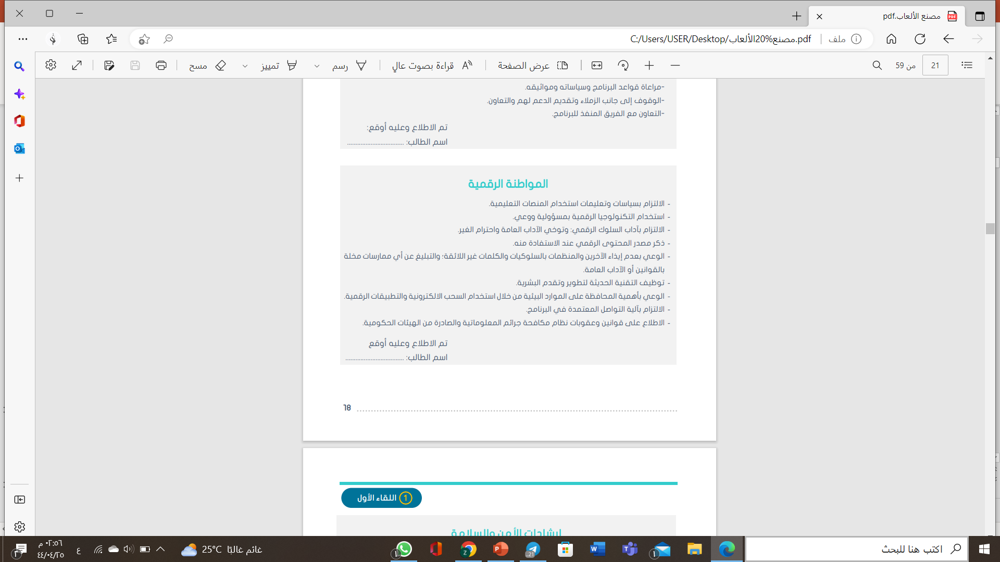 مصنع الألعاب.pdf
C:/Users/USER/Desktop/مصنع%20الألعاب.pdf
ملف
21
من 59
عرض الصفحة
قراءة بصوت عالٍ
رسم
تمييز
مسح
-مراعاة قواعد البرنامج وسياساته ومواثيقه.
-الوقوف إلى جانب الزملاء وتقديم الدعم لهم والتعاون.
-التعاون مع الفريق المنفذ للبرنامج.
تم الاطلاع وعليه أوقع:
اسم الطالب: ..................................
المواطنة الرقمية
- الالتزام بسياسات وتعليمات استخدام المنصات التعليمية.
- استخدام التكنولوجيا الرقمية بمسؤولية ووعي.
- الالتزام بآداب السلوك الرقمي: وتوخي الآداب العامة واحترام الغير.
- ذكر مصدر المحتوى الرقمي عند الاستفادة منه.
- الوعي بعدم إيذاء الآخرين والمنظمات بالسلوكيات والكلمات غير اللائقة؛ والتبليغ عن أي ممارسات مخلة
بالقوانين أو الآداب العامة.
- توظيف التقنية الحديثة لتطوير وتقدم البشرية.
- الوعي بأهمية المحافظة على الموارد البيئية من خلال استخدام السحب الالكترونية والتطبيقات الرقمية.
- الالتزام بآلية التواصل المعتمدة في البرنامج.
- الاطلاع على قوانين وعقوبات نظام مكافحة جرائم المعلوماتية والصادرة من الهيئات الحكومية.
تم الاطلاع وعليه أوقع
اسم الطالب: ...................................
18
1 اللقاء الأول
إرشادات الأمن والسلامة
اكتب هنا للبحث
25°C غائم غالبًا
ع
٠٢:٥٦ م
٤٤/٠٤/٢٥